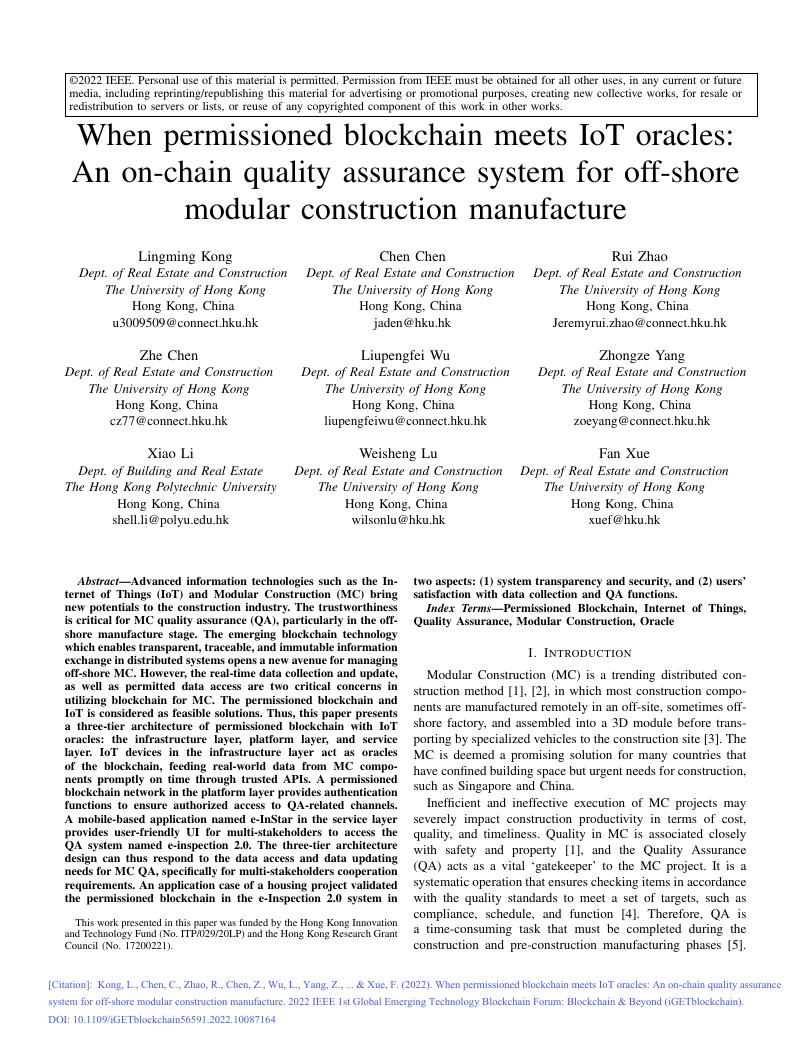 ©2022 IEEE. Personal use of this material is permitted. Permission from IEEE must be obtained for all other uses, in any current or future
media, including reprinting/republishing this material for advertising or promotional purposes, creating new collective works, for resale or
redistribution to servers or lists, or reuse of any copyrighted component of this work in other works.
When permissioned blockchain meets IoT oracles:
An on-chain quality assurance system for off-shore
modular construction manufacture
Lingming Kong
Dept. of Real Estate and Construction
The University of Hong Kong
Hong Kong, China
u3009509@connect.hku.hk
Chen Chen
Dept. of Real Estate and Construction
The University of Hong Kong
Hong Kong, China
jaden@hku.hk
Rui Zhao
Dept. of Real Estate and Construction
The University of Hong Kong
Hong Kong, China
Jeremyrui.zhao@connect.hku.hk
Zhe Chen
Dept. of Real Estate and Construction
The University of Hong Kong
Hong Kong, China
cz77@connect.hku.hk
Liupengfei Wu
Dept. of Real Estate and Construction
The University of Hong Kong
Hong Kong, China
liupengfeiwu@connect.hku.hk
Zhongze Yang
Dept. of Real Estate and Construction
The University of Hong Kong
Hong Kong, China
zoeyang@connect.hku.hk
Xiao Li
Dept. of Building and Real Estate
The Hong Kong Polytechnic University
Hong Kong, China
shell.li@polyu.edu.hk
Weisheng Lu
Dept. of Real Estate and Construction
The University of Hong Kong
Hong Kong, China
wilsonlu@hku.hk
Fan Xue
Dept. of Real Estate and Construction
The University of Hong Kong
Hong Kong, China
xuef@hku.hk
Abstract—Advanced information technologies such as the In-
ternet of Things (IoT) and Modular Construction (MC) bring
new potentials to the construction industry. The trustworthiness
is critical for MC quality assurance (QA), particularly in the off-
shore manufacture stage. The emerging blockchain technology
which enables transparent, traceable, and immutable information
exchange in distributed systems opens a new avenue for managing
off-shore MC. However, the real-time data collection and update,
as well as permitted data access are two critical concerns in
utilizing blockchain for MC. The permissioned blockchain and
IoT is considered as feasible solutions. Thus, this paper presents
a three-tier architecture of permissioned blockchain with IoT
oracles: the infrastructure layer, platform layer, and service
layer. IoT devices in the infrastructure layer act as oracles
of the blockchain, feeding real-world data from MC compo-
nents promptly on time through trusted APIs. A permissioned
blockchain network in the platform layer provides authentication
functions to ensure authorized access to QA-related channels.
A mobile-based application named e-InStar in the service layer
provides user-friendly UI for multi-stakeholders to access the
QA system named e-inspection 2.0. The three-tier architecture
design can thus respond to the data access and data updating
needs for MC QA, specifically for multi-stakeholders cooperation
requirements. An application case of a housing project validated
the permissioned blockchain in the e-Inspection 2.0 system in
This work presented in this paper was funded by the Hong Kong Innovation
and Technology Fund (No. ITP/029/20LP) and the Hong Kong Research Grant
Council (No. 17200221).
two aspects: (1) system transparency and security, and (2) users'
satisfaction with data collection and QA functions.
Index Terms—Permissioned Blockchain, Internet of Things,
Quality Assurance, Modular Construction, Oracle
I. Introduction
Modular Construction (MC) is a trending distributed con-
struction method [1], [2], in which most construction compo-
nents are manufactured remotely in an off-site, sometimes off-
shore factory, and assembled into a 3D module before trans-
porting by specialized vehicles to the construction site [3]. The
MC is deemed a promising solution for many countries that
have confined building space but urgent needs for construction,
such as Singapore and China.
Inefficient and ineffective execution of MC projects may
severely impact construction productivity in terms of cost,
quality, and timeliness. Quality in MC is associated closely
with safety and property [1], and the Quality Assurance
(QA) acts as a vital ‘gatekeeper’ to the MC project. It is a
systematic operation that ensures checking items in accordance
with the quality standards to meet a set of targets, such as
compliance, schedule, and function [4]. Therefore, QA is
a time-consuming task that must be completed during the
construction and pre-construction manufacturing phases [5].
[Citation]: Kong, L., Chen, C., Zhao, R., Chen, Z., Wu, L., Yang, Z., ... & Xue, F. (2022). When permissioned blockchain meets IoT oracles: An on-chain quality assurance
system for off-shore modular construction manufacture. 2022 IEEE 1st Global Emerging Technology Blockchain Forum: Blockchain & Beyond (iGETblockchain).
DOI: 10.1109/iGETblockchain56591.2022.10087164